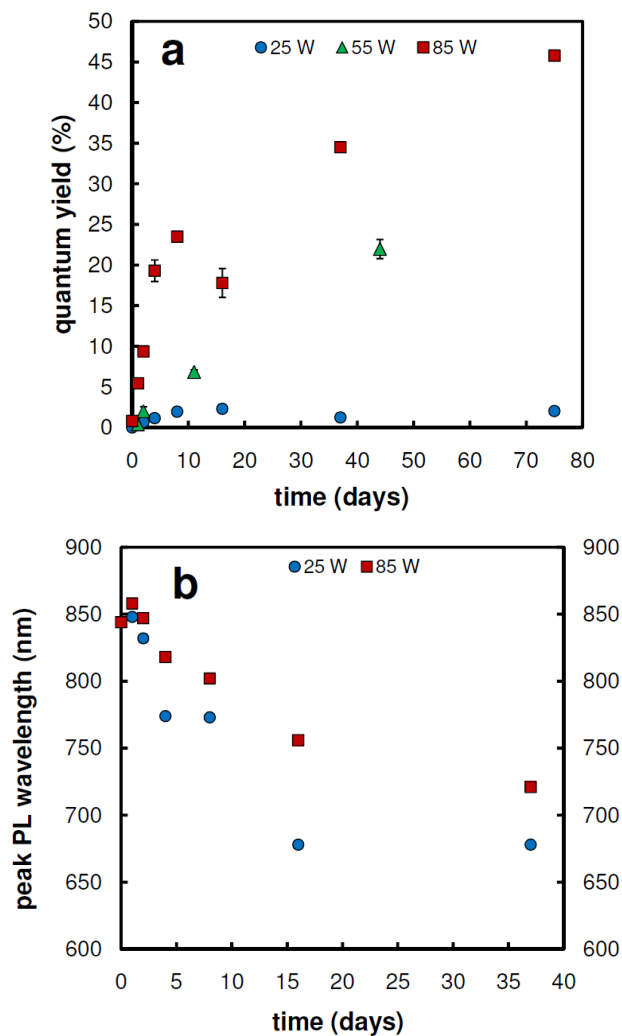 a
25 W 55 W 85 W
50
45
40
35
30
25
20
15
10
5
0
quantum yield (%)
0 10 20 30 40 50 60 70 80
time (days)
b
25 W 85 W
900 900
850 850
800 800
750 750
700 700
650 650
600 600
peak PL wavelength (nm)
0 5 10 15 20 25 30 35 40
time (days)